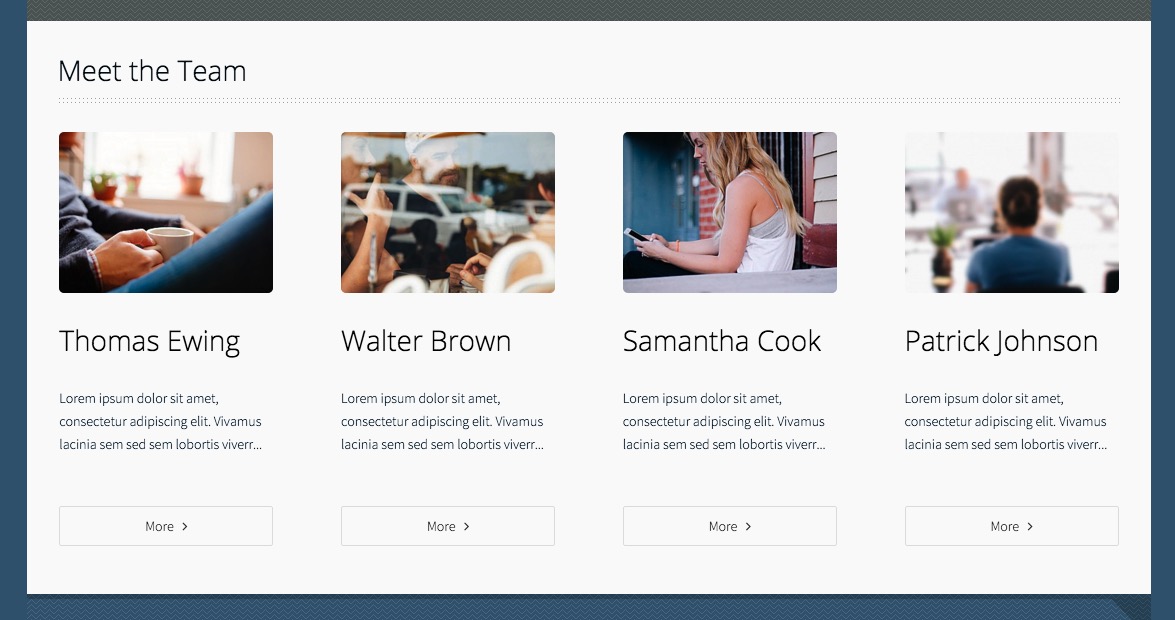 Meet the Team
Thomas Ewing
Lorem ipsum dolor sit amet,
consectetur adipiscing elit. Vivamus
lacinia sem sed sem lobortis viverr...
More
Walter Brown
Lorem ipsum dolor sit amet,
consectetur adipiscing elit. Vivamus
lacinia sem sed sem lobortis viverr...
More
Samantha Cook
Lorem ipsum dolor sit amet,
consectetur adipiscing elit. Vivamus
lacinia sem sed sem lobortis viverr...
More
Patrick Johnson
Lorem ipsum dolor sit amet,
consectetur adipiscing elit. Vivamus
lacinia sem sed sem lobortis viverr...
More